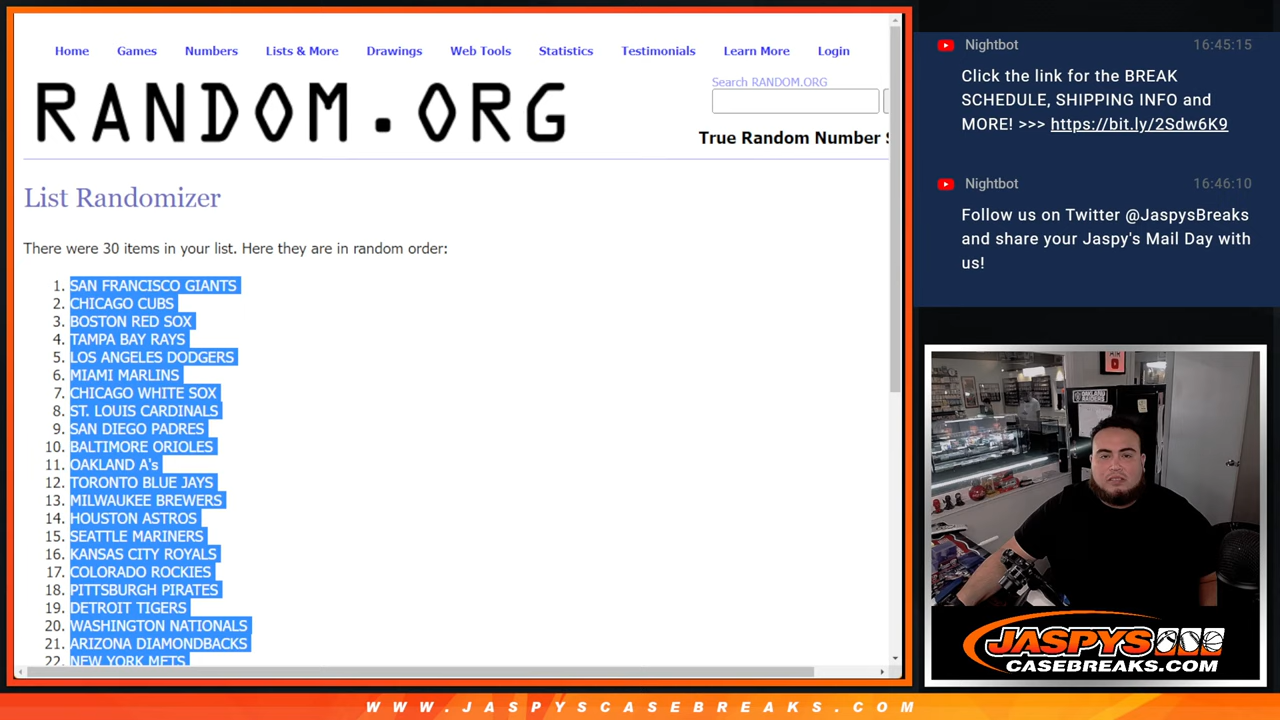 Home Games Numbers Lists & More Drawings Web Tools Statistics Testimonials Learn More Login
RANDOM.ORG
Search RANDOM.ORG
True Random Number S
List Randomizer
There were 30 items in your list. Here they are in random order:
1. SAN FRANCISCO GIANTS
2. CHICAGO CUBS
3. BOSTON RED SOX
4. TAMPA BAY RAYS
5. LOS ANGELES DODGERS
6. MIAMI MARLINS
7. CHICAGO WHITE SOX
8. ST. LOUIS CARDINALS
9. SAN DIEGO PADRES
10. BALTIMORE ORIOLES
11. OAKLAND A's
12. TORONTO BLUE JAYS
13. MILWAUKEE BREWERS
14. HOUSTON ASTROS
15. SEATTLE MARINERS
16. KANSAS CITY ROYALS
17. COLORADO ROCKIES
18. PITTSBURGH PIRATES
19. DETROIT TIGERS
20. WASHINGTON NATIONALS
21. ARIZONA DIAMONDBACKS
22. NEW YORK METS
Nightbot 16:45:15
Click the link for the BREAK
SCHEDULE, SHIPPING INFO and
MORE! >>> https://bit.ly/2Sdw6K9
Nightbot 16:46:10
Follow us on Twitter @JaspysBreaks
and share your Jaspy's Mail Day with
us!
OAKLAND
RAIDERS
JASPYS
CASEBREAKS.COM
WWW.JASPYSCASEBREAKS.COM